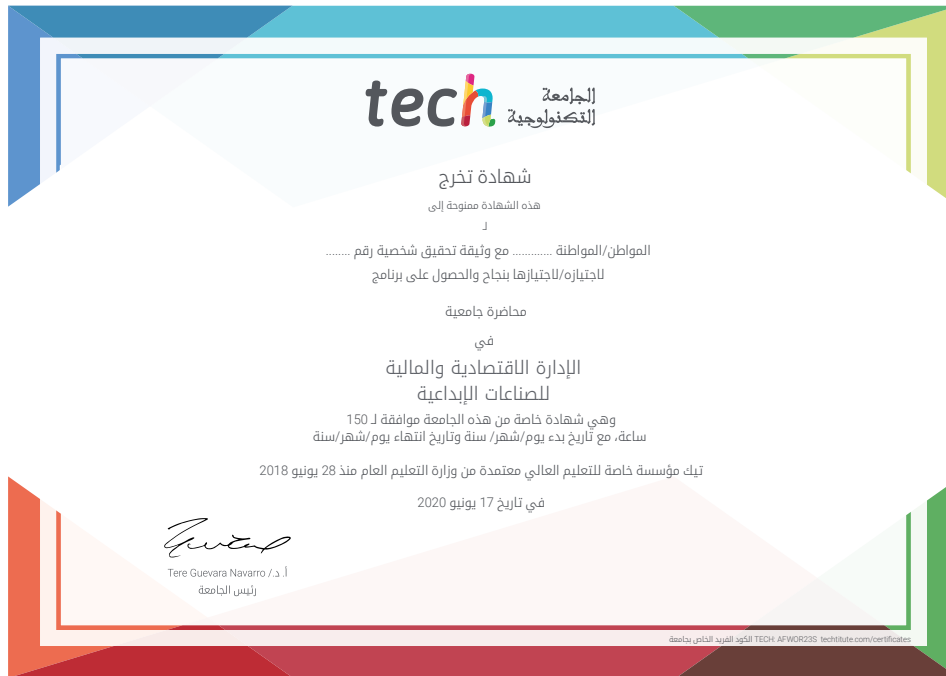 tech الجامعة
التكنولوجية
شهادة تخرج
هذه الشهادة ممنوحة إلى
لـ
المواطن/المواطنة ............ مع وثيقة تحقيق شخصية رقم ........
لاجتيازه/لاجتيازها بنجاح والحصول على برنامج
محاضرة جامعية
في
الإدارة الاقتصادية والمالية
للصناعات الإبداعية
وهي شهادة خاصة من هذه الجامعة موافقة لـ 150
ساعة، مع تاريخ بدء يوم/شهر/ سنة وتاريخ انتهاء يوم/شهر/سنة
تيك مؤسسة خاصة للتعليم العالي معتمدة من وزارة التعليم العام منذ 28 يونيو 2018
في تاريخ 17 يونيو 2020
أ. د./ Tere Guevara Navarro
رئيس الجامعة
الكود الفريد الخاص بجامعة TECH: AFWOR23S techtitute.com/certificates